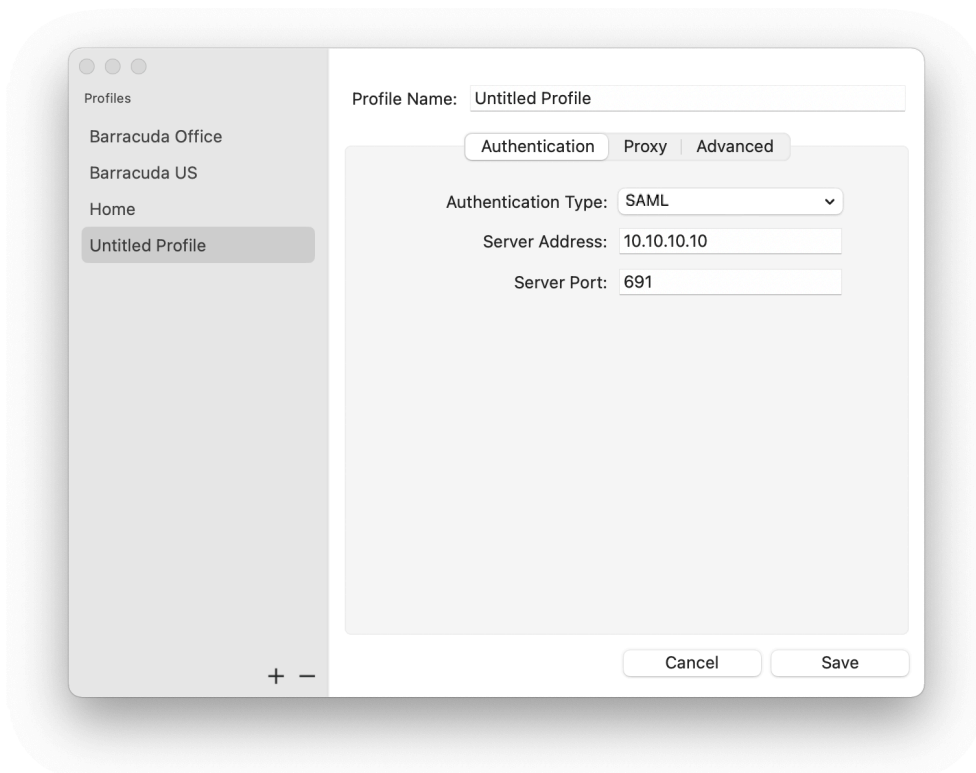 Profiles
Barracuda Office
Barracuda US
Home
Untitled Profile
Profile Name: Untitled Profile
Authentication Proxy Advanced
Authentication Type: SAML
Server Address: 10.10.10.10
Server Port: 691
Cancel Save